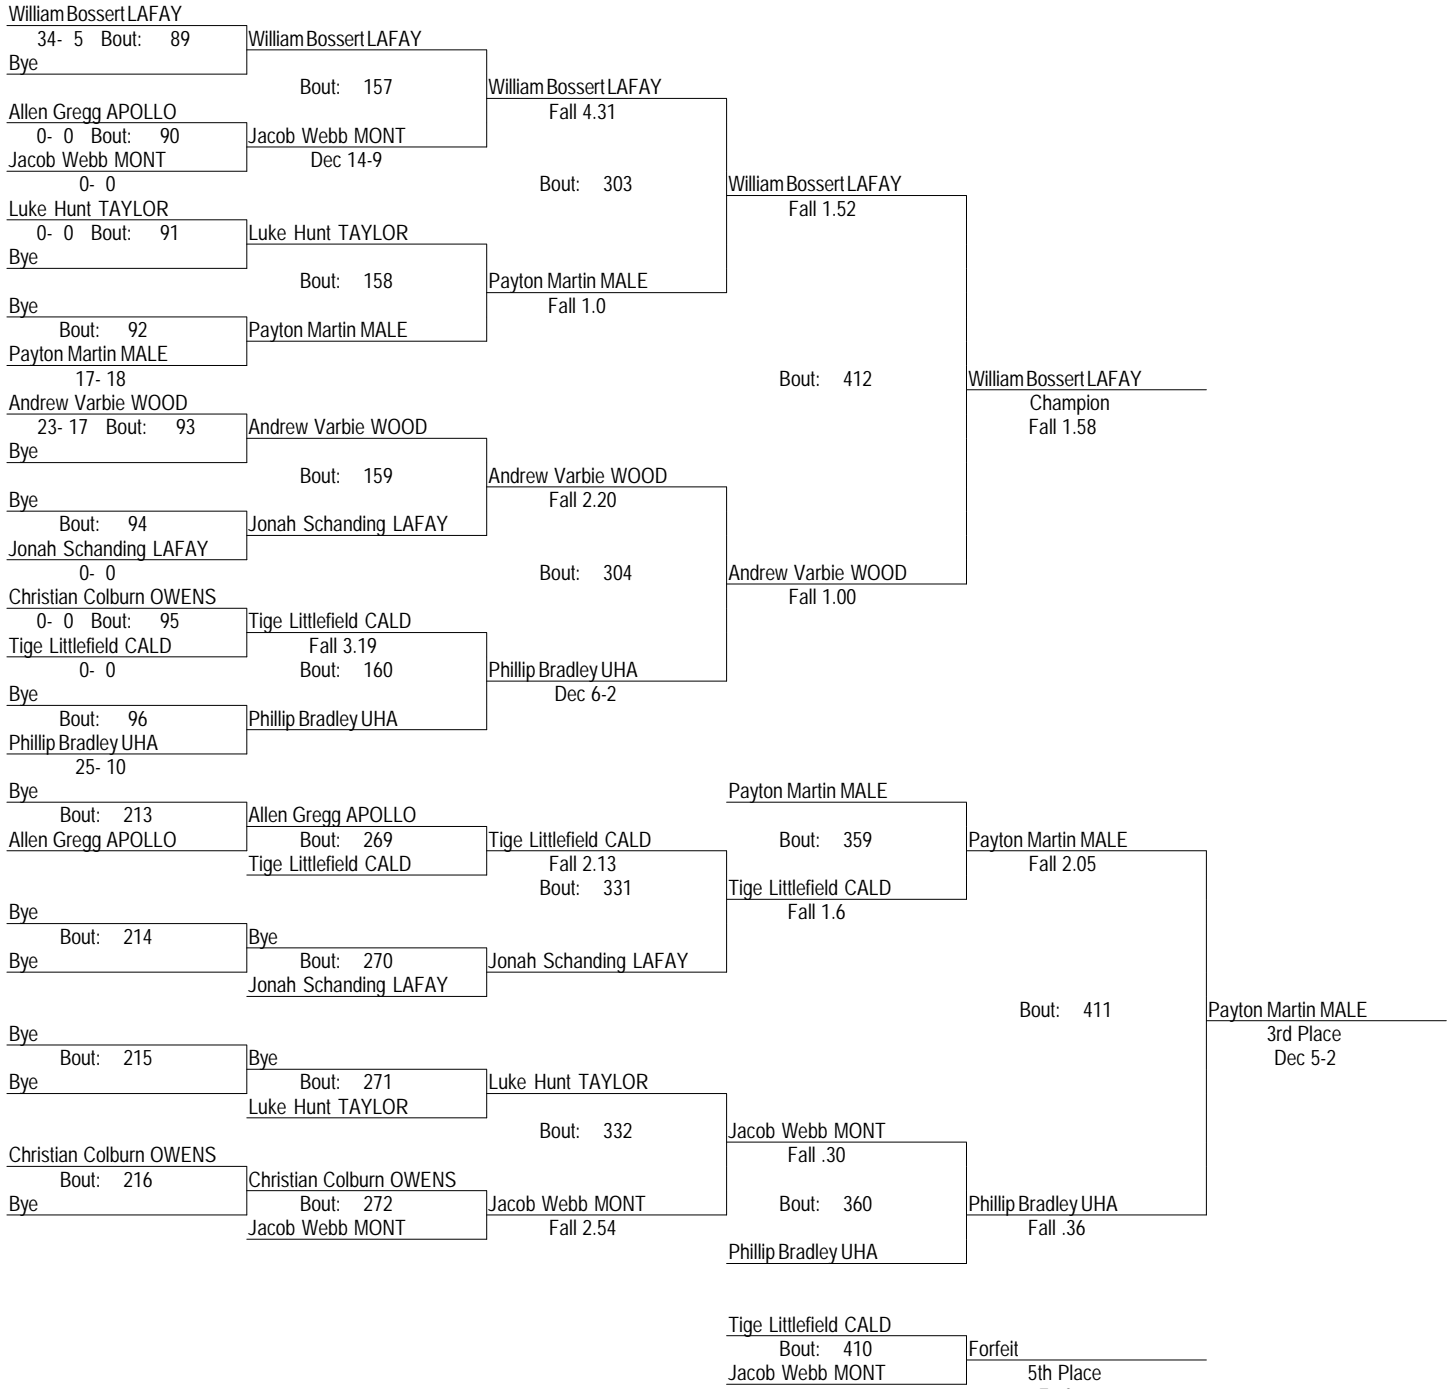 William Bossert LAFAY
34- 5 Bout: 89 William Bossert LAFAY
Bye
Bout: 157 William Bossert LAFAY
Allen Gregg APOLLO Fall 4.31
0- 0 Bout: 90 Jacob Webb MONT
Jacob Webb MONT Dec 14-9
0- 0 Bout: 303 William Bossert LAFAY
Luke Hunt TAYLOR Fall 1.52
0- 0 Bout: 91 Luke Hunt TAYLOR
Bye
Bout: 158 Payton Martin MALE
Bye Fall 1.0
Bout: 92 Payton Martin MALE
Payton Martin MALE
17- 18 Bout: 412 William Bossert LAFAY
Andrew Varbie WOOD Champion
23- 17 Bout: 93 Andrew Varbie WOOD Fall 1.58
Bye
Bout: 159 Andrew Varbie WOOD
Bye Fall 2.20
Bout: 94 Jonah Schanding LAFAY
Jonah Schanding LAFAY
0- 0 Bout: 304 Andrew Varbie WOOD
Christian Colburn OWENS Fall 1.00
0- 0 Bout: 95 Tige Littlefield CALD
Tige Littlefield CALD Fall 3.19
0- 0 Bout: 160 Phillip Bradley UHA
Bye Dec 6-2
Bout: 96 Phillip Bradley UHA
Phillip Bradley UHA
25- 10
Bye Payton Martin MALE
Bout: 213 Allen Gregg APOLLO
Allen Gregg APOLLO Bout: 269 Tige Littlefield CALD Bout: 359 Payton Martin MALE
Tige Littlefield CALD Fall 2.13 Fall 2.05
Bout: 331 Tige Littlefield CALD
Bye Fall 1.6
Bout: 214 Bye
Bye Bout: 270 Jonah Schanding LAFAY
Jonah Schanding LAFAY
Bout: 411 Payton Martin MALE
Bye 3rd Place
Bout: 215 Bye Dec 5-2
Bye Bout: 271 Luke Hunt TAYLOR
Luke Hunt TAYLOR
Bout: 332 Jacob Webb MONT
Christian Colburn OWENS Fall .30
Bout: 216 Christian Colburn OWENS
Bye Bout: 272 Jacob Webb MONT Bout: 360 Phillip Bradley UHA
Jacob Webb MONT Fall 2.54 Fall .36
Phillip Bradley UHA
Tige Littlefield CALD
Bout: 410 Forfeit
Jacob Webb MONT 5th Place